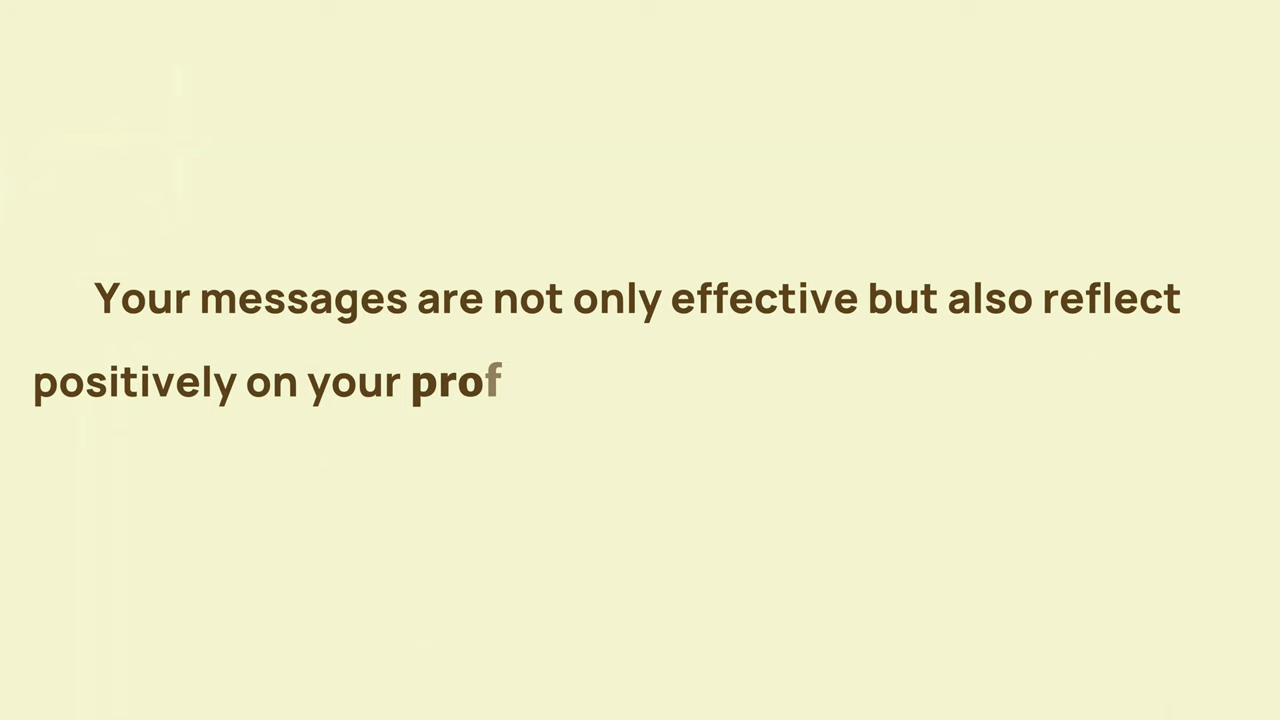 Your messages are not only effective but also reflect
positively on your prof